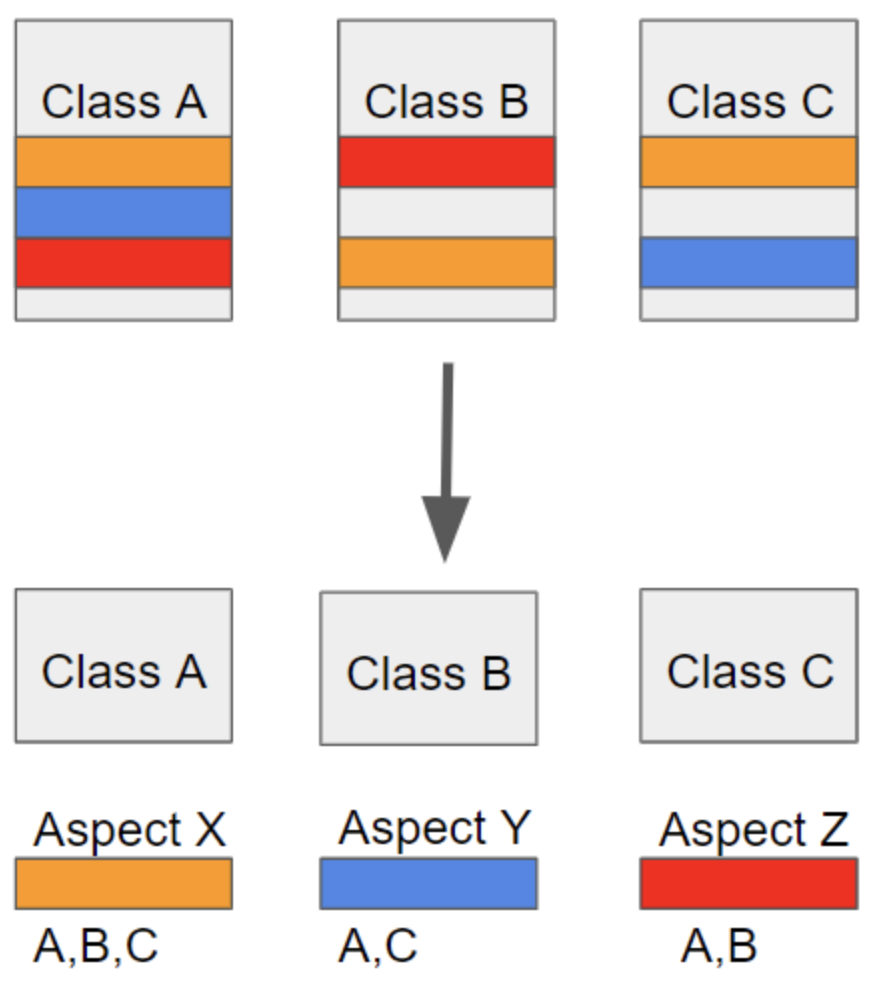 Class A
Class B
Class C
Class A
Class B
Class C
Aspect X
Aspect Y
Aspect Z
A,B,C
A,C
A,B